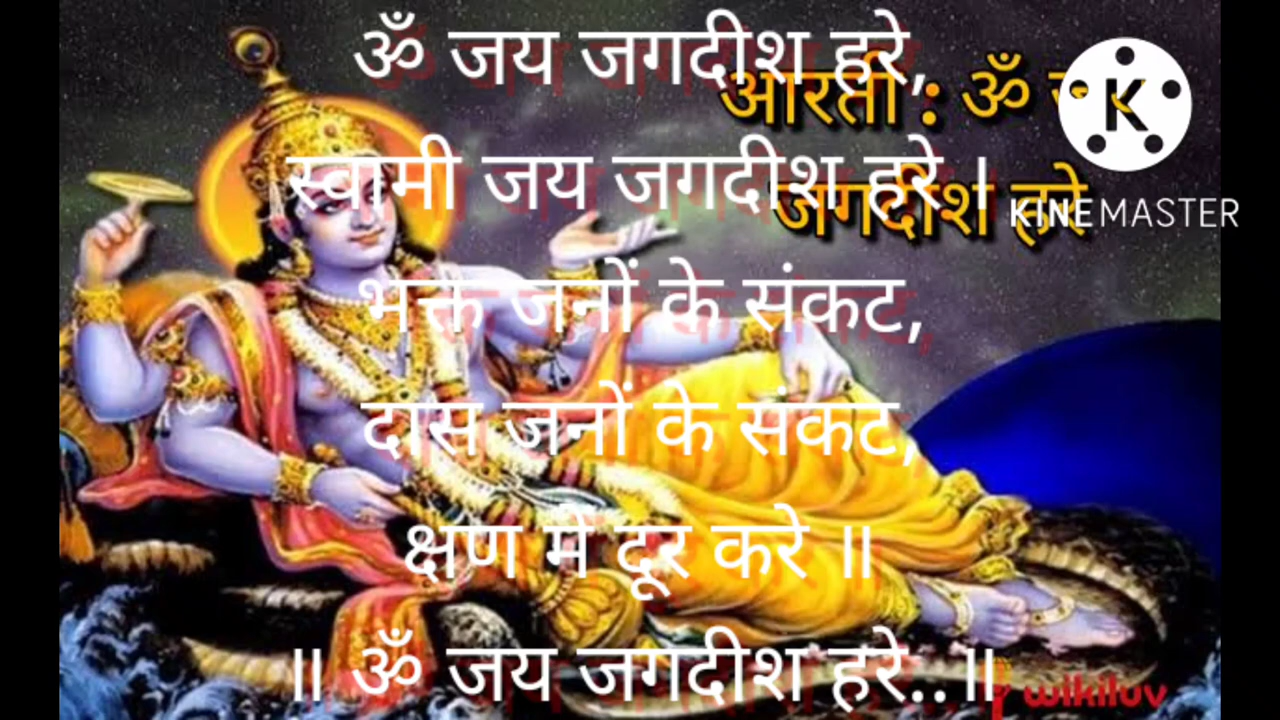 ॐ जय जगदीश हरे,
आरती : ॐ
स्वामी जय जगदीश हरे ।
जगदीश हरे
K
KINEMASTER
भक्त जनों के संकट,
दास जनों के संकट,
क्षण में दूर करे ॥
॥ ॐ जय जगदीश हरे..॥
wikiluv